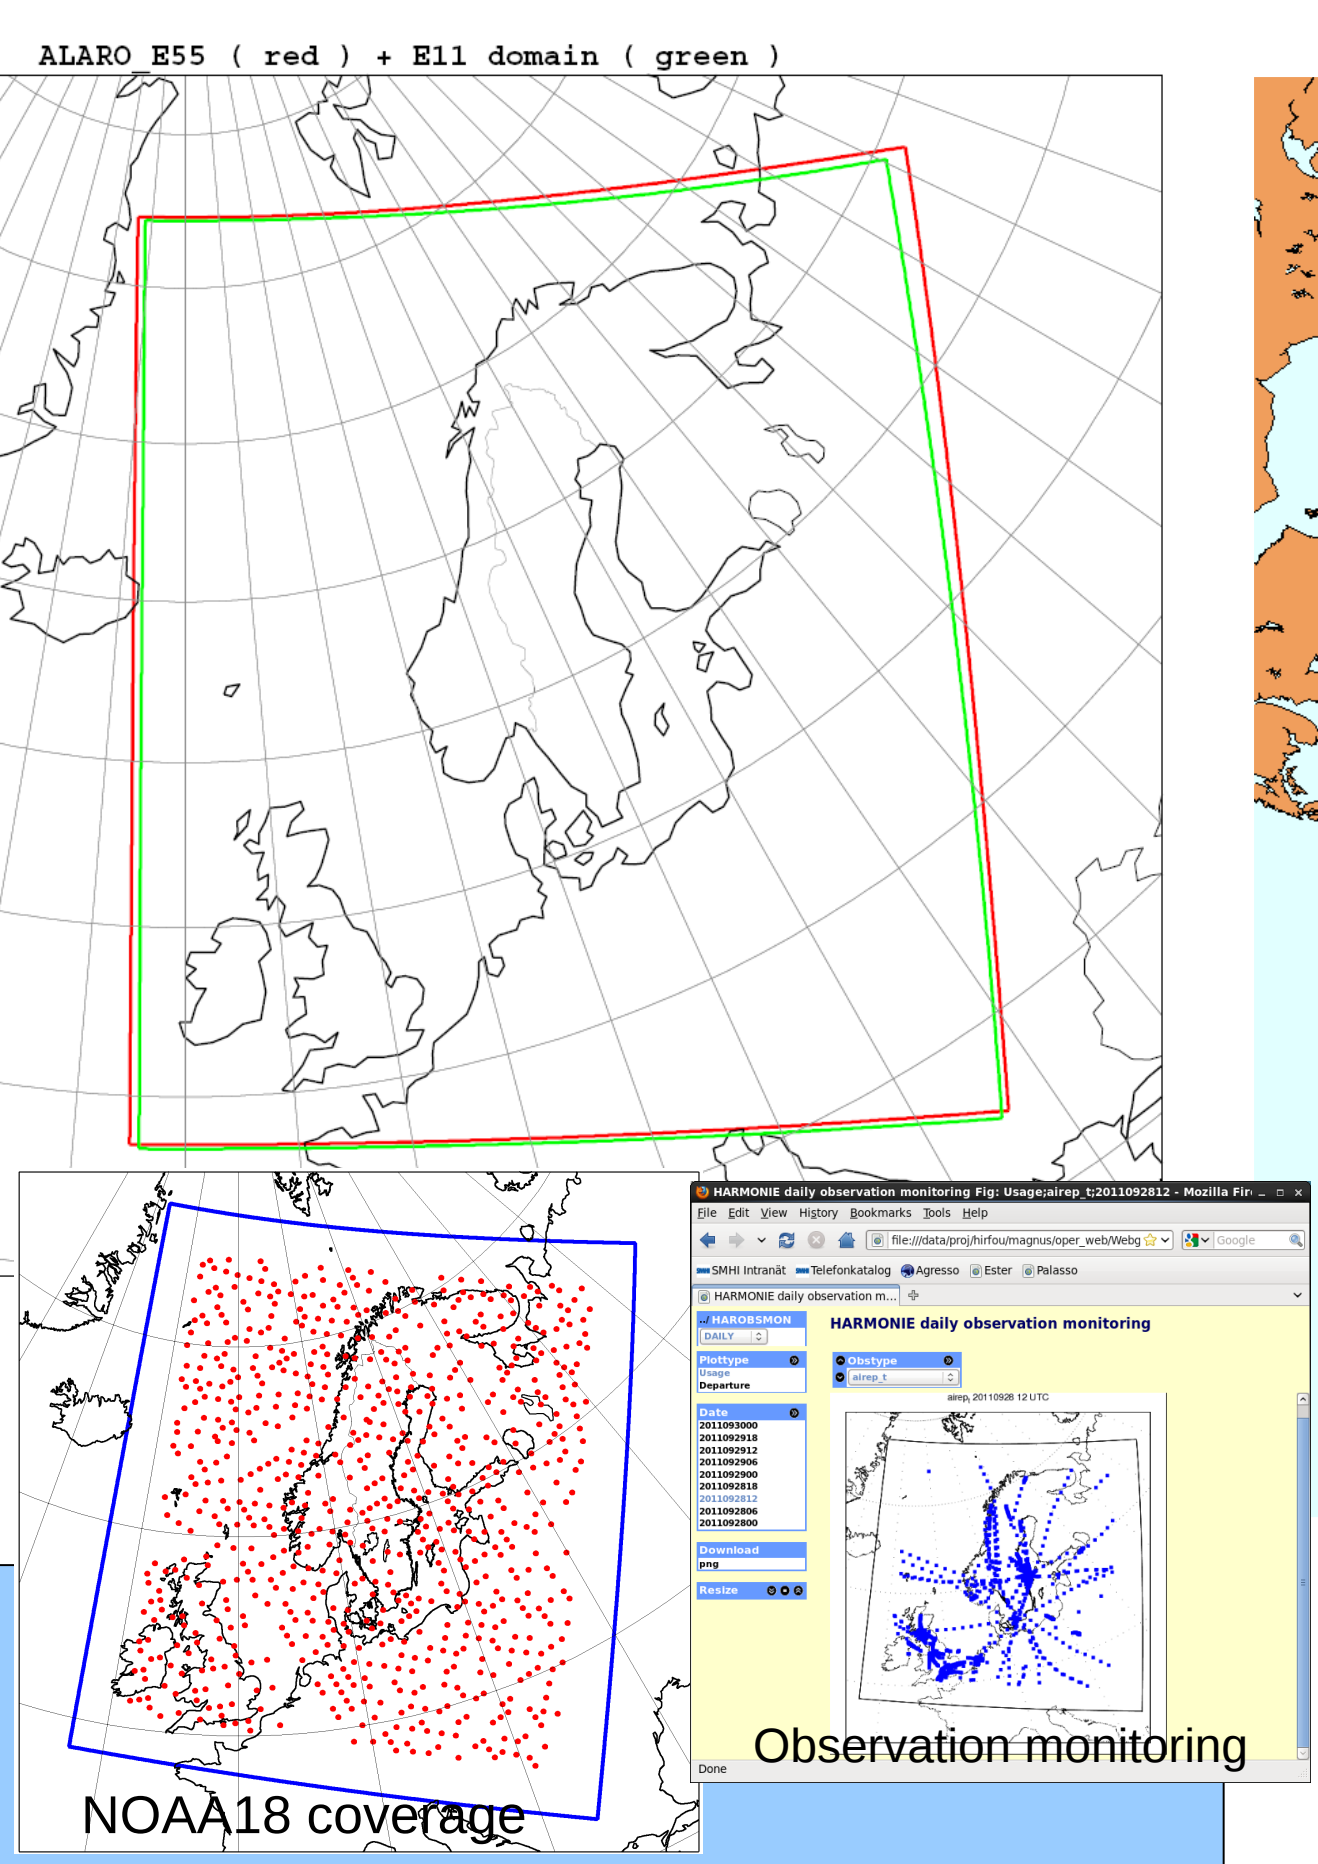 ALARO_E55 ( red ) + E11 domain ( green )
HARMONIE daily observation monitoring Fig: Usage;airep_t;2011092812 - Mozilla Fir
File Edit View History Bookmarks Tools Help
file:///data/proj/hirfou/magnus/oper_web/Webg
Google
SMHI Intranät Telefonkatalog Agresso Ester Palasso
HARMONIE daily observation m...
../ HAROBSMON
DAILY
HARMONIE daily observation monitoring
Plottype
Usage
Departure
Obstype
airep_t
Date
2011093000
2011092918
2011092912
2011092906
2011092900
2011092818
2011092812
2011092806
2011092800
Download
png
Resize
airep, 20110928 12 UTC
Observation monitoring
Done
NOAA18 coverage